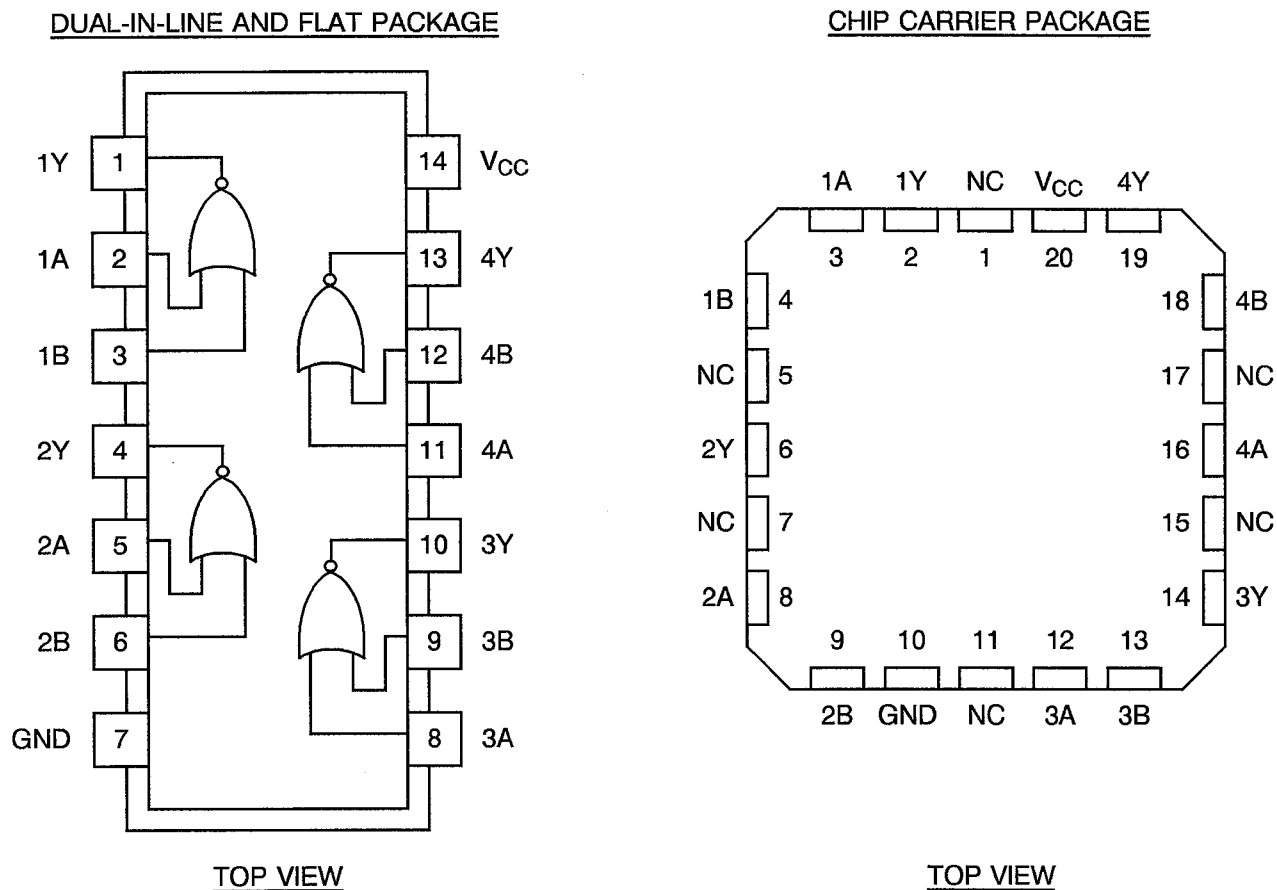 DUAL-IN-LINE AND FLAT PACKAGE
1Y 1
1A 2
1B 3
2Y 4
2A 5
2B 6
GND 7
14 VCC
13 4Y
12 4B
11 4A
10 3Y
9 3B
8 3A
TOP VIEW
CHIP CARRIER PACKAGE
1A 1Y NC VCC 4Y
3 2 1 20 19
1B 4
NC 5
2Y 6
NC 7
2A 8
18 4B
17 NC
16 4A
15 NC
14 3Y
9 10 11 12 13
2B GND NC 3A 3B
TOP VIEW